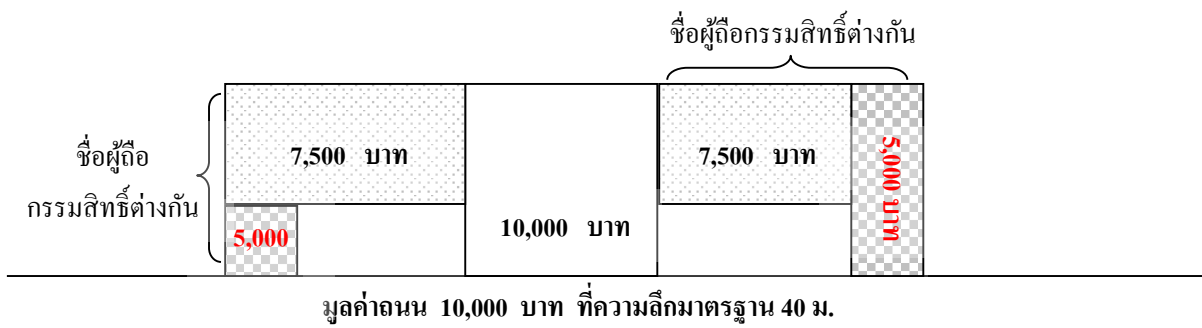 ชื่อผู้ถือกรรมสิทธิ์ต่างกัน
ชื่อผู้ถือ
กรรมสิทธิ์ต่างกัน
7,500 บาท
5,000
10,000 บาท
7,500 บาท
5,000 บาท
มูลค่าถนน 10,000 บาท ที่ความลึกมาตรฐาน 40 ม.